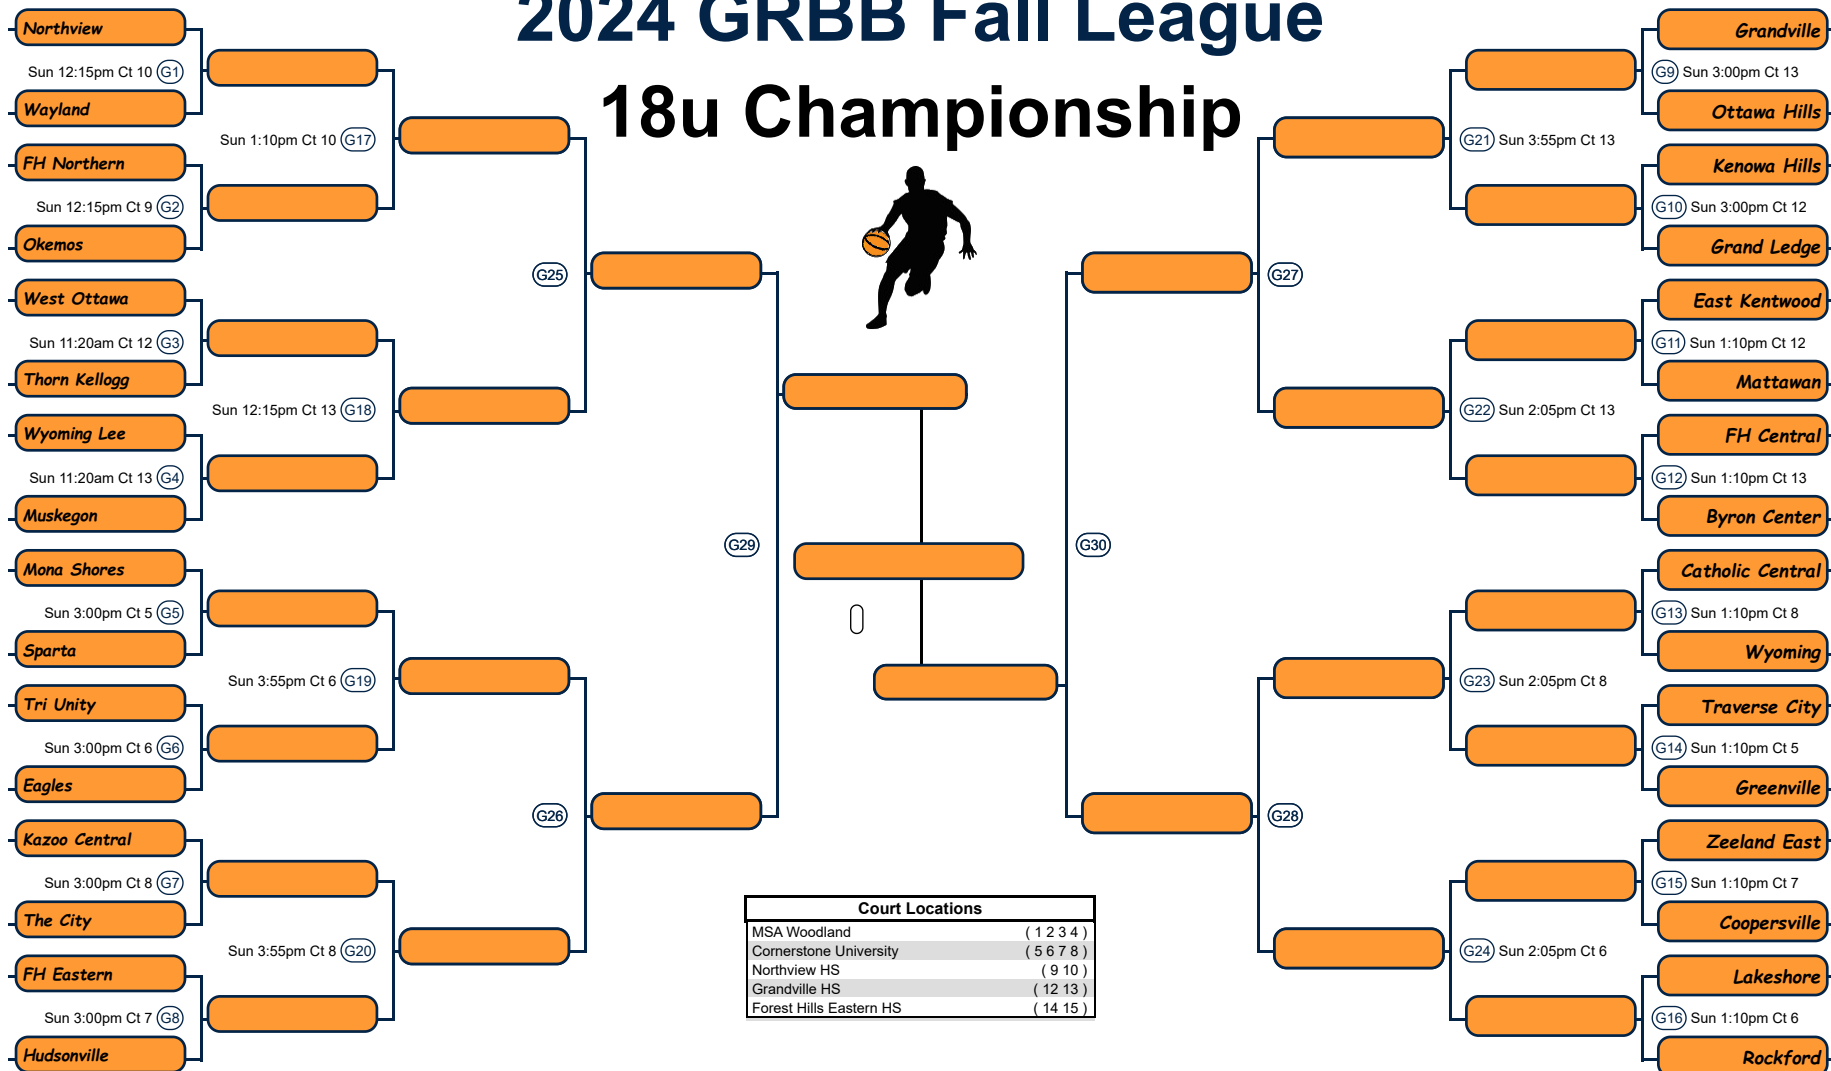 2024 GRBB Fall League
18u Championship
Northview
Sun 12:15pm Ct 10 G1
Wayland
Sun 1:10pm Ct 10 G17
FH Northern
Sun 12:15pm Ct 9 G2
Okemos
G25
West Ottawa
Sun 11:20am Ct 12 G3
Thorn Kellogg
Sun 12:15pm Ct 13 G18
Wyoming Lee
Sun 11:20am Ct 13 G4
Muskegon
G29
Mona Shores
Sun 3:00pm Ct 5 G5
Sparta
Sun 3:55pm Ct 6 G19
Tri Unity
Sun 3:00pm Ct 6 G6
Eagles
G26
Kazoo Central
Sun 3:00pm Ct 8 G7
The City
Sun 3:55pm Ct 8 G20
FH Eastern
Sun 3:00pm Ct 7 G8
Hudsonville
Grandville
G9 Sun 3:00pm Ct 13
Ottawa Hills
G21 Sun 3:55pm Ct 13
Kenowa Hills
G10 Sun 3:00pm Ct 12
Grand Ledge
G27
East Kentwood
G11 Sun 1:10pm Ct 12
Mattawan
G22 Sun 2:05pm Ct 13
FH Central
G12 Sun 1:10pm Ct 13
Byron Center
G30
Catholic Central
G13 Sun 1:10pm Ct 8
Wyoming
G23 Sun 2:05pm Ct 8
Traverse City
G14 Sun 1:10pm Ct 5
Greenville
G28
Zeeland East
G15 Sun 1:10pm Ct 7
Coopersville
G24 Sun 2:05pm Ct 6
Lakeshore
G16 Sun 1:10pm Ct 6
Rockford
Court Locations
MSA Woodland ( 1 2 3 4 )
Cornerstone University ( 5 6 7 8 )
Northview HS ( 9 10 )
Grandville HS ( 12 13 )
Forest Hills Eastern HS ( 14 15 )